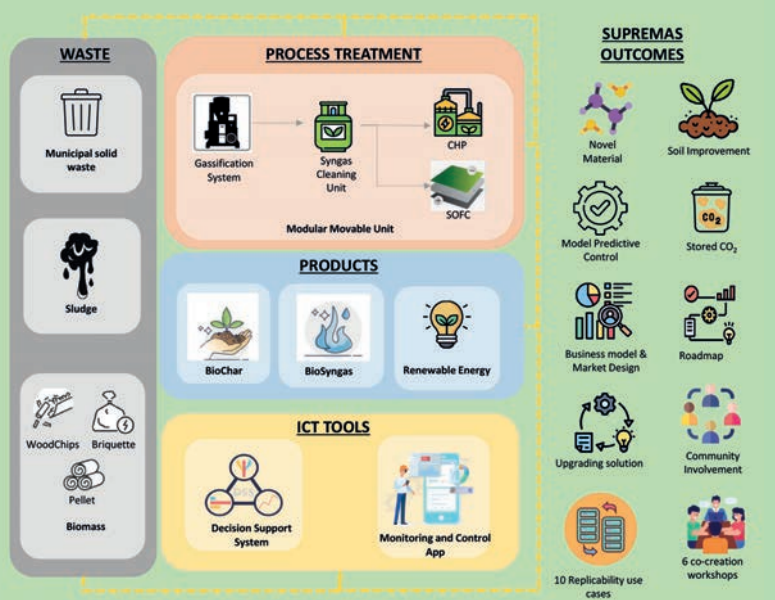 WASTE
Municipal solid
waste
Sludge
WoodChips
Briquette
Pellet
Biomass
PROCESS TREATMENT
Gassification
System
Syngas
Cleaning
Unit
CHP
SOFC
Modular Movable Unit
PRODUCTS
BioChar
BioSyngas
Renewable Energy
ICT TOOLS
DSS
Decision Support
System
Monitoring and Control
App
SUPREMAS
OUTCOMES
Novel
Material
Soil Improvement
Model Predictive
Control
CO₂
Stored CO₂
Business model &
Market Design
Roadmap
Upgrading solution
Community
Involvement
10 Replicability use
cases
6 co-creation
workshops